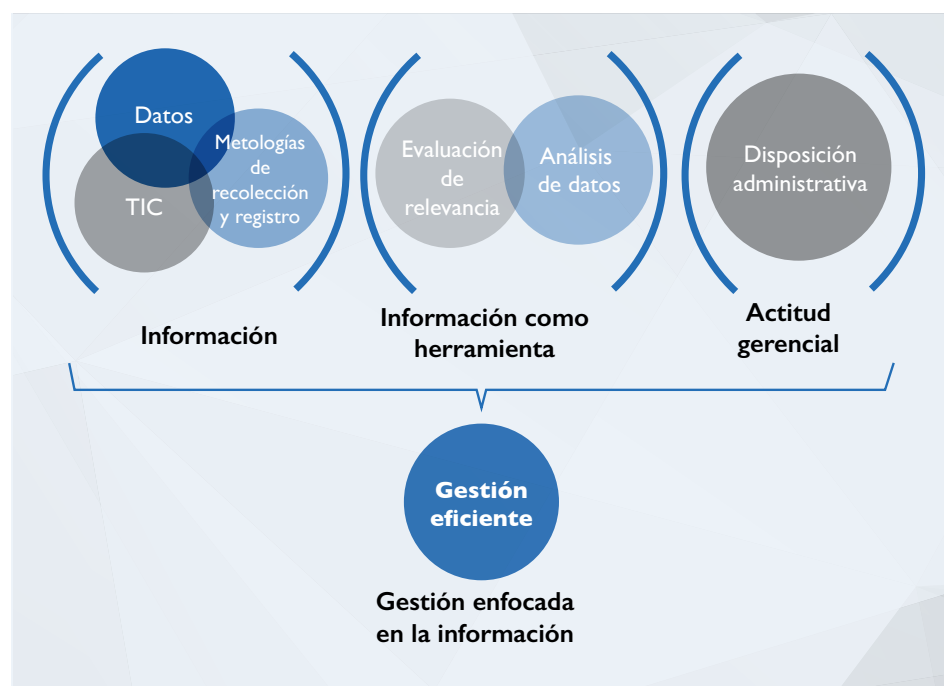 Datos
TIC
Metologías
de
recolección
y registro
Información
Evaluación
de
relevancia
Análisis
de datos
Información como
herramienta
Disposición
administrativa
Actitud
gerencial
Gestión
eficiente
Gestión enfocada
en la información